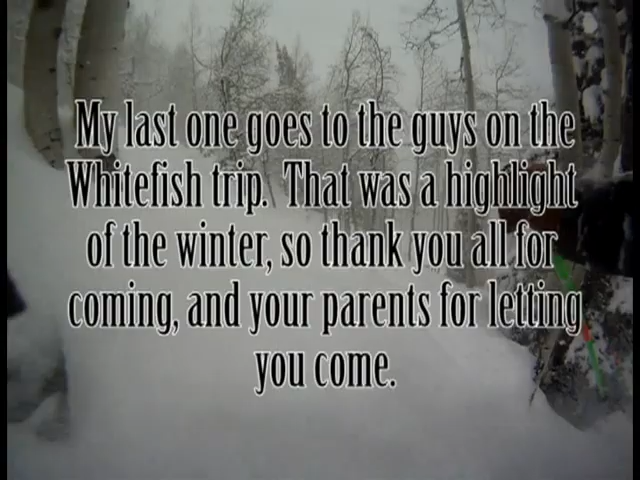 My last one goes to the guys on the
Whitefish trip. That was a highlight
of the winter, so thank you all for
coming, and your parents for letting
you come.